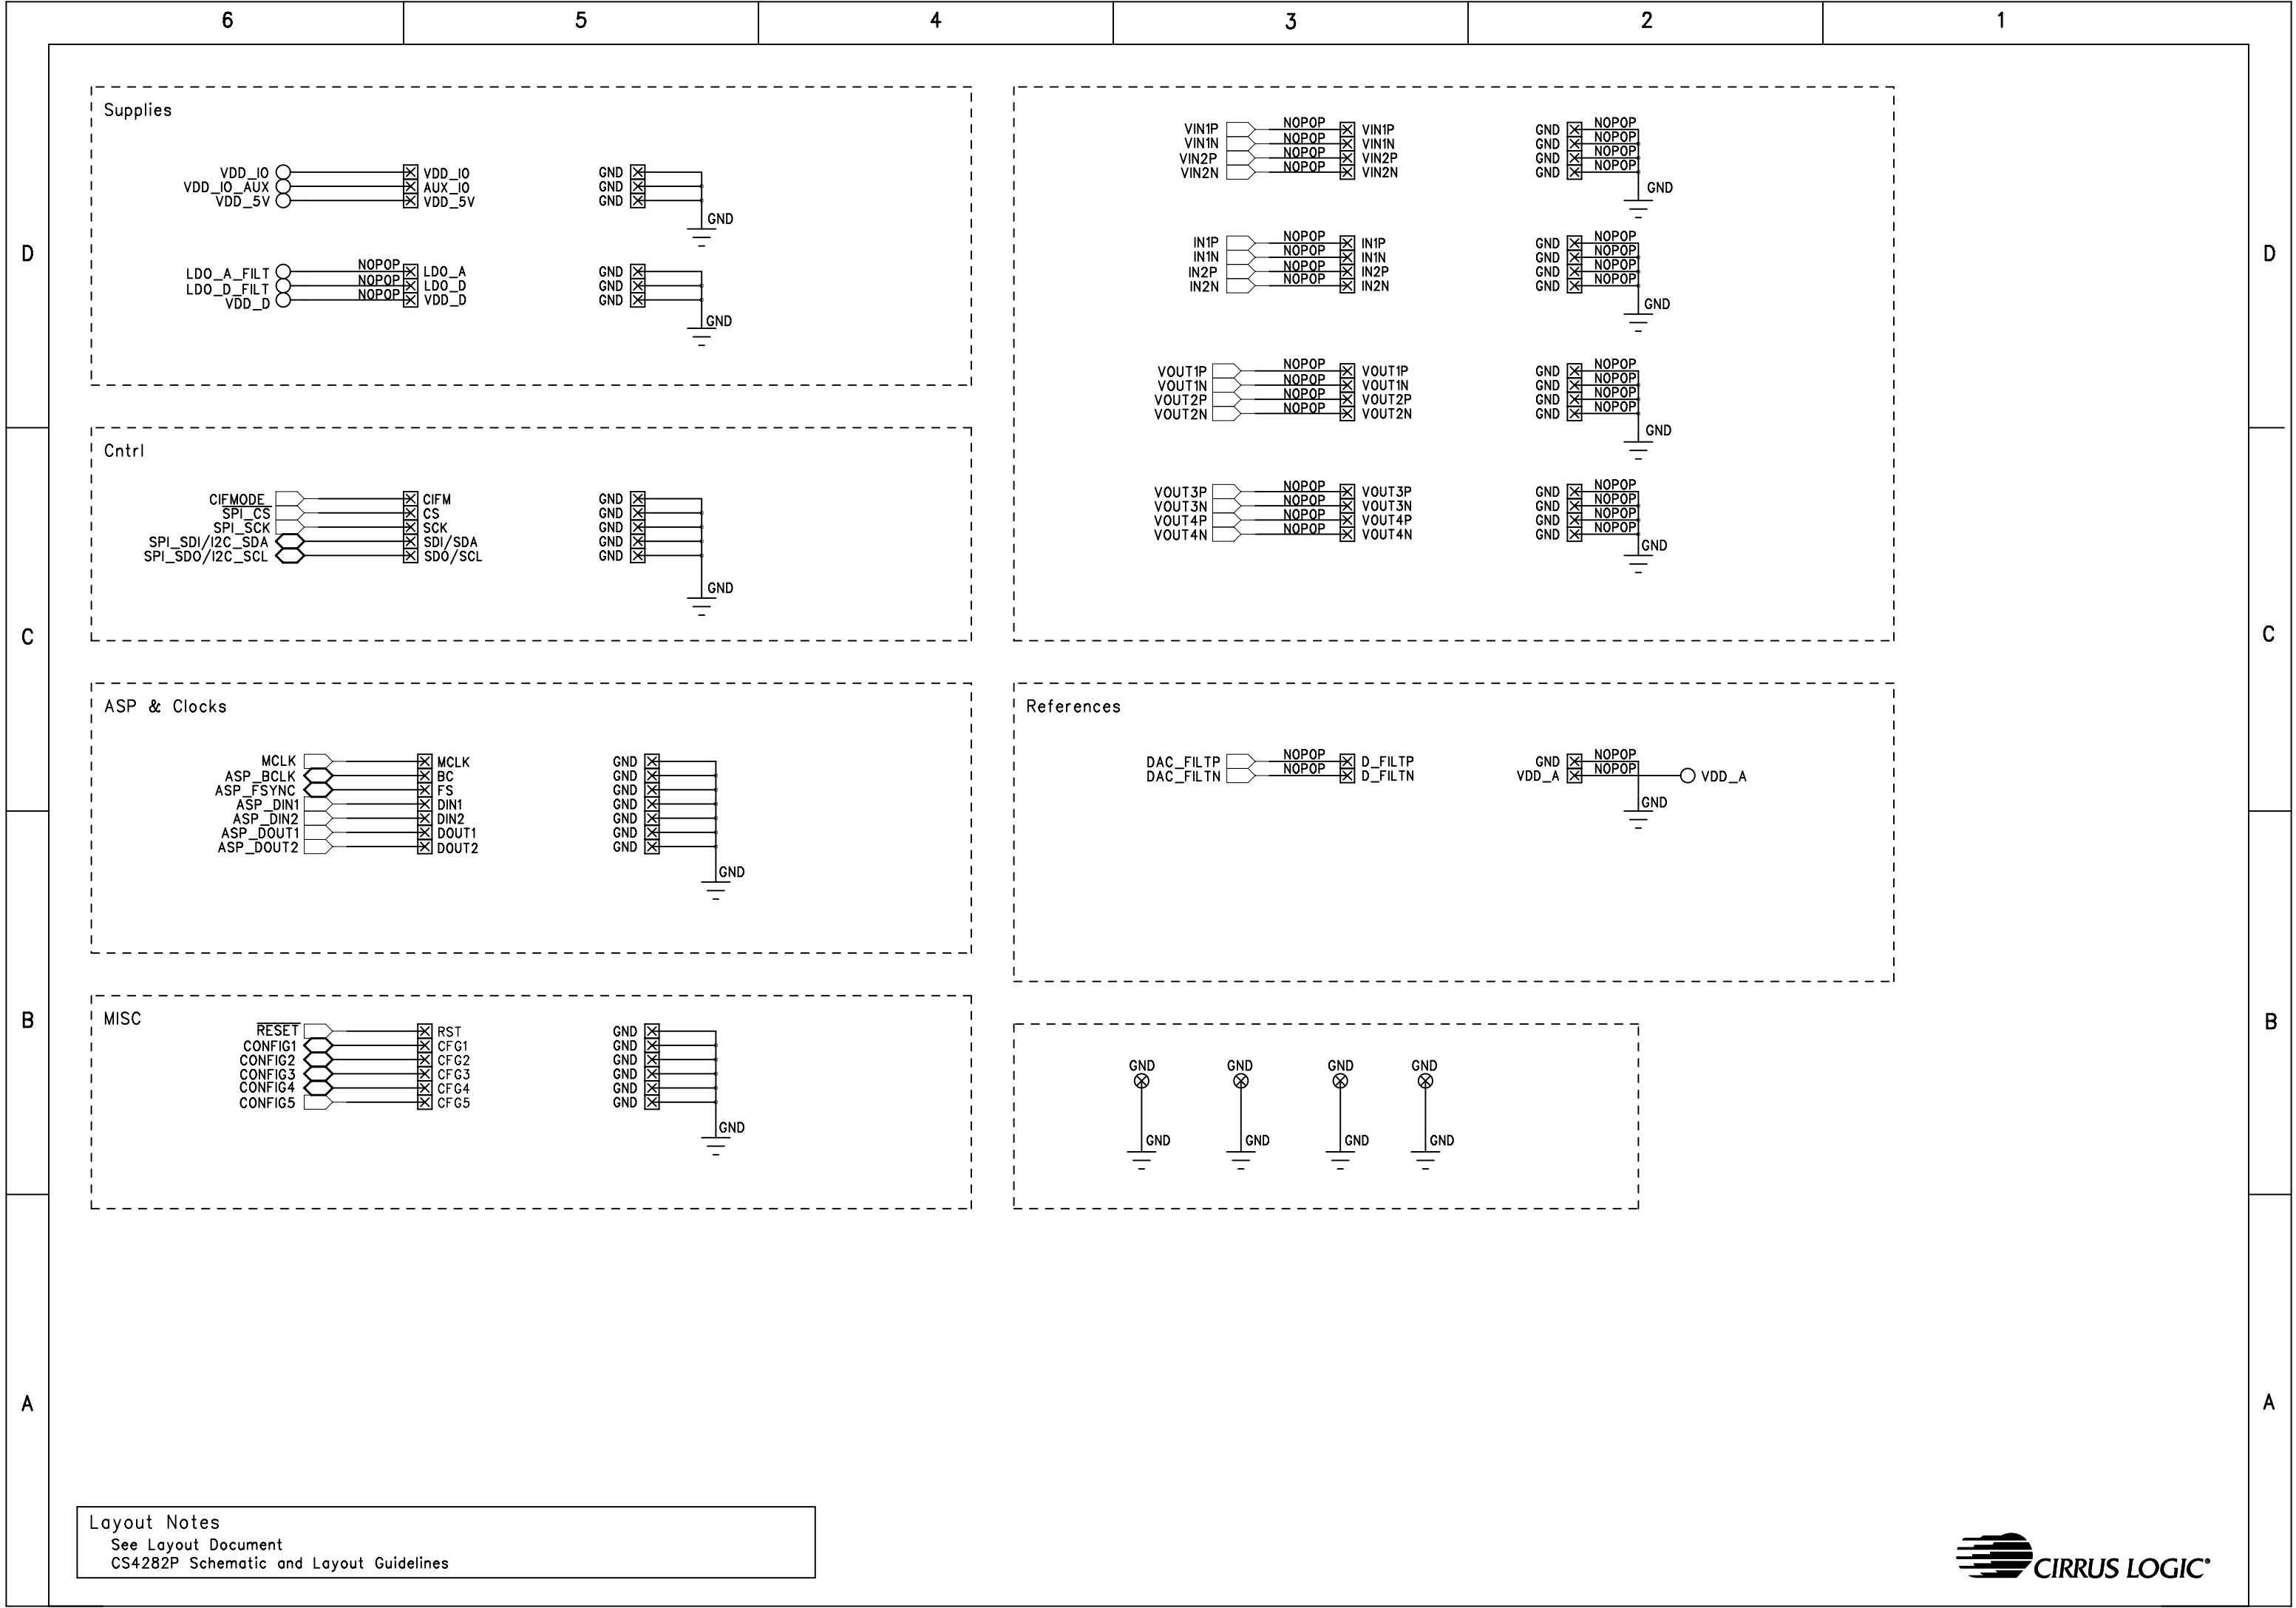 6 5 4 3 2 1
D
D
C
C
B
B
A
A
Supplies
VDD_IO VDD_IO GND
VDD_IO_AUX AUX_IO GND
VDD_5V VDD_5V GND
GND
LDO_A_FILT NOPOP LDO_A GND
LDO_D_FILT NOPOP LDO_D GND
VDD_D NOPOP VDD_D GND
GND
Cntrl
CIFMODE CIFM GND
SPI_CS CS GND
SPI_SCK SCK GND
SPI_SDI/I2C_SDA SDI/SDA GND
SPI_SDO/I2C_SCL SDO/SCL GND
GND
ASP & Clocks
MCLK MCLK GND
ASP_BCLK BC GND
ASP_FSYNC FS GND
ASP_DIN1 DIN1 GND
ASP_DIN2 DIN2 GND
ASP_DOUT1 DOUT1 GND
ASP_DOUT2 DOUT2 GND
GND
MISC
RESET RST GND
CONFIG1 CFG1 GND
CONFIG2 CFG2 GND
CONFIG3 CFG3 GND
CONFIG4 CFG4 GND
CONFIG5 CFG5 GND
GND
VIN1P NOPOP VIN1P GND NOPOP
VIN1N NOPOP VIN1N GND NOPOP
VIN2P NOPOP VIN2P GND NOPOP
VIN2N NOPOP VIN2N GND NOPOP
GND
IN1P NOPOP IN1P GND NOPOP
IN1N NOPOP IN1N GND NOPOP
IN2P NOPOP IN2P GND NOPOP
IN2N NOPOP IN2N GND NOPOP
GND
VOUT1P NOPOP VOUT1P GND NOPOP
VOUT1N NOPOP VOUT1N GND NOPOP
VOUT2P NOPOP VOUT2P GND NOPOP
VOUT2N NOPOP VOUT2N GND NOPOP
GND
VOUT3P NOPOP VOUT3P GND NOPOP
VOUT3N NOPOP VOUT3N GND NOPOP
VOUT4P NOPOP VOUT4P GND NOPOP
VOUT4N NOPOP VOUT4N GND NOPOP
GND
References
DAC_FILTP NOPOP D_FILTP GND NOPOP
DAC_FILTN NOPOP D_FILTN VDD_A NOPOP VDD_A
GND
GND GND GND GND
GND GND GND GND
Layout Notes
See Layout Document
CS4282P Schematic and Layout Guidelines
CIRRUS LOGIC®